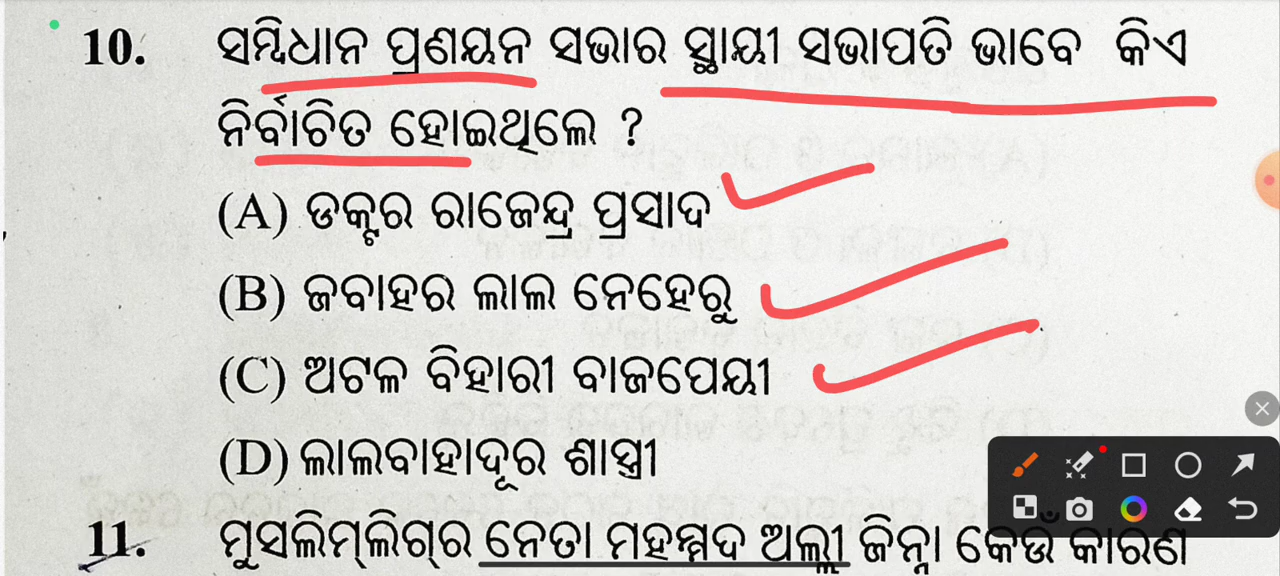 10. ସମ୍ବିଧାନ ପ୍ରଣୟନ ସଭାର ସ୍ଥାୟୀ ସଭାପତି ଭାବେ କିଏ
ନିର୍ବାଚିତ ହୋଇଥିଲେ ?
(A) ଡକ୍ଟର ରାଜେନ୍ଦ୍ର ପ୍ରସାଦ
(B) ଜବାହର ଲାଲ ନେହେରୁ
(C) ଅଟଳ ବିହାରୀ ବାଜପେୟୀ
(D) ଲାଲବାହାଦୂର ଶାସ୍ତ୍ରୀ
11. ମୁସଲିମ୍‌ଲିଗ୍‌ର ନେତା ମହମ୍ମଦ ଅଲ୍ଲୀ ଜିନ୍ନା କେଉଁ କାରଣ